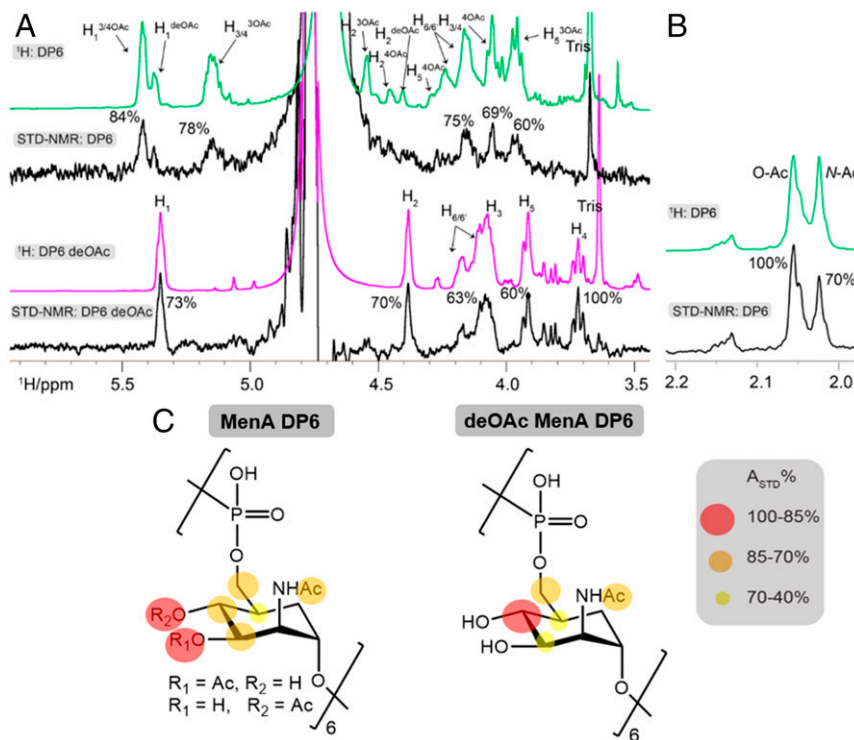 A
B
H1 3/4OAc
H1 deOAc
H3/4 3OAc
H2 3OAc
H2 4OAc
H2 deOAc
H5 4OAc
H6/6'
H3/4 4OAc
H5 3OAc
Tris
¹H: DP6
84%
78%
75%
69%
60%
STD-NMR: DP6
H1
H2
H6/6'
H3
H5
H4
Tris
¹H: DP6 deOAc
73%
70%
63%
60%
100%
STD-NMR: DP6 deOAc
¹H/ppm
5.5
5.0
4.5
4.0
3.5
O-Ac
N-Ac
¹H: DP6
100%
70%
STD-NMR: DP6
2.2
2.1
2.0
C
MenA DP6
deOAc MenA DP6
OH
P
O
O
NHAc
R2O
R1O
O
6
R1 = Ac, R2 = H
R1 = H, R2 = Ac
OH
P
O
O
NHAc
HO
HO
O
6
ASTD%
100-85%
85-70%
70-40%